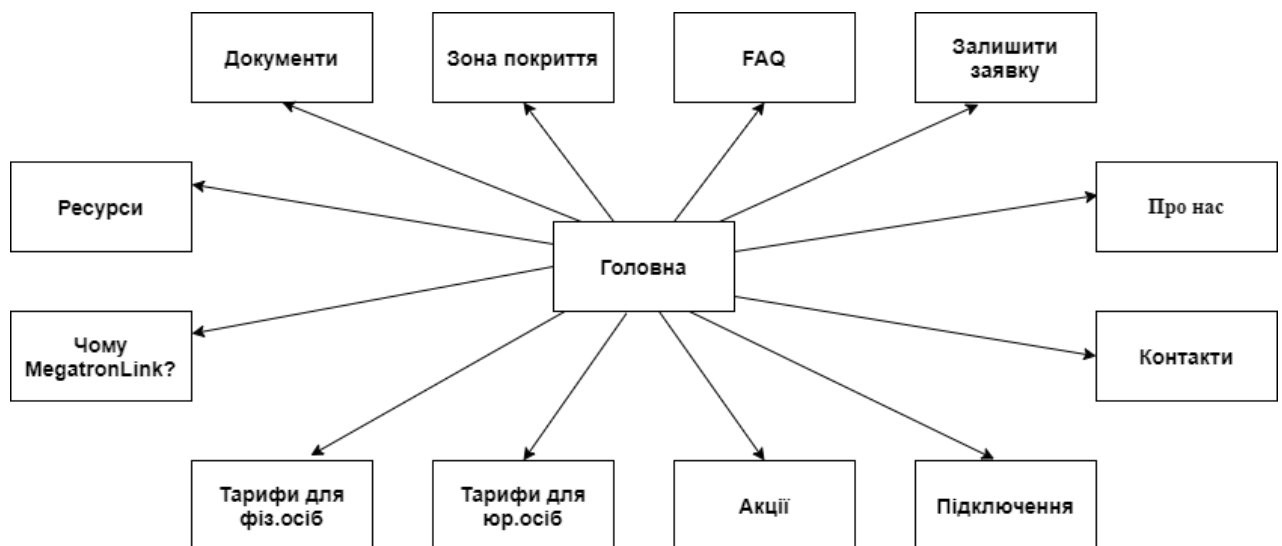 Документи
Зона покриття
FAQ
Залишити
заявку
Ресурси
Про нас
Головна
Чому
MegatronLink?
Контакти
Тарифи для
фіз.осіб
Тарифи для
юр.осіб
Акції
Підключення